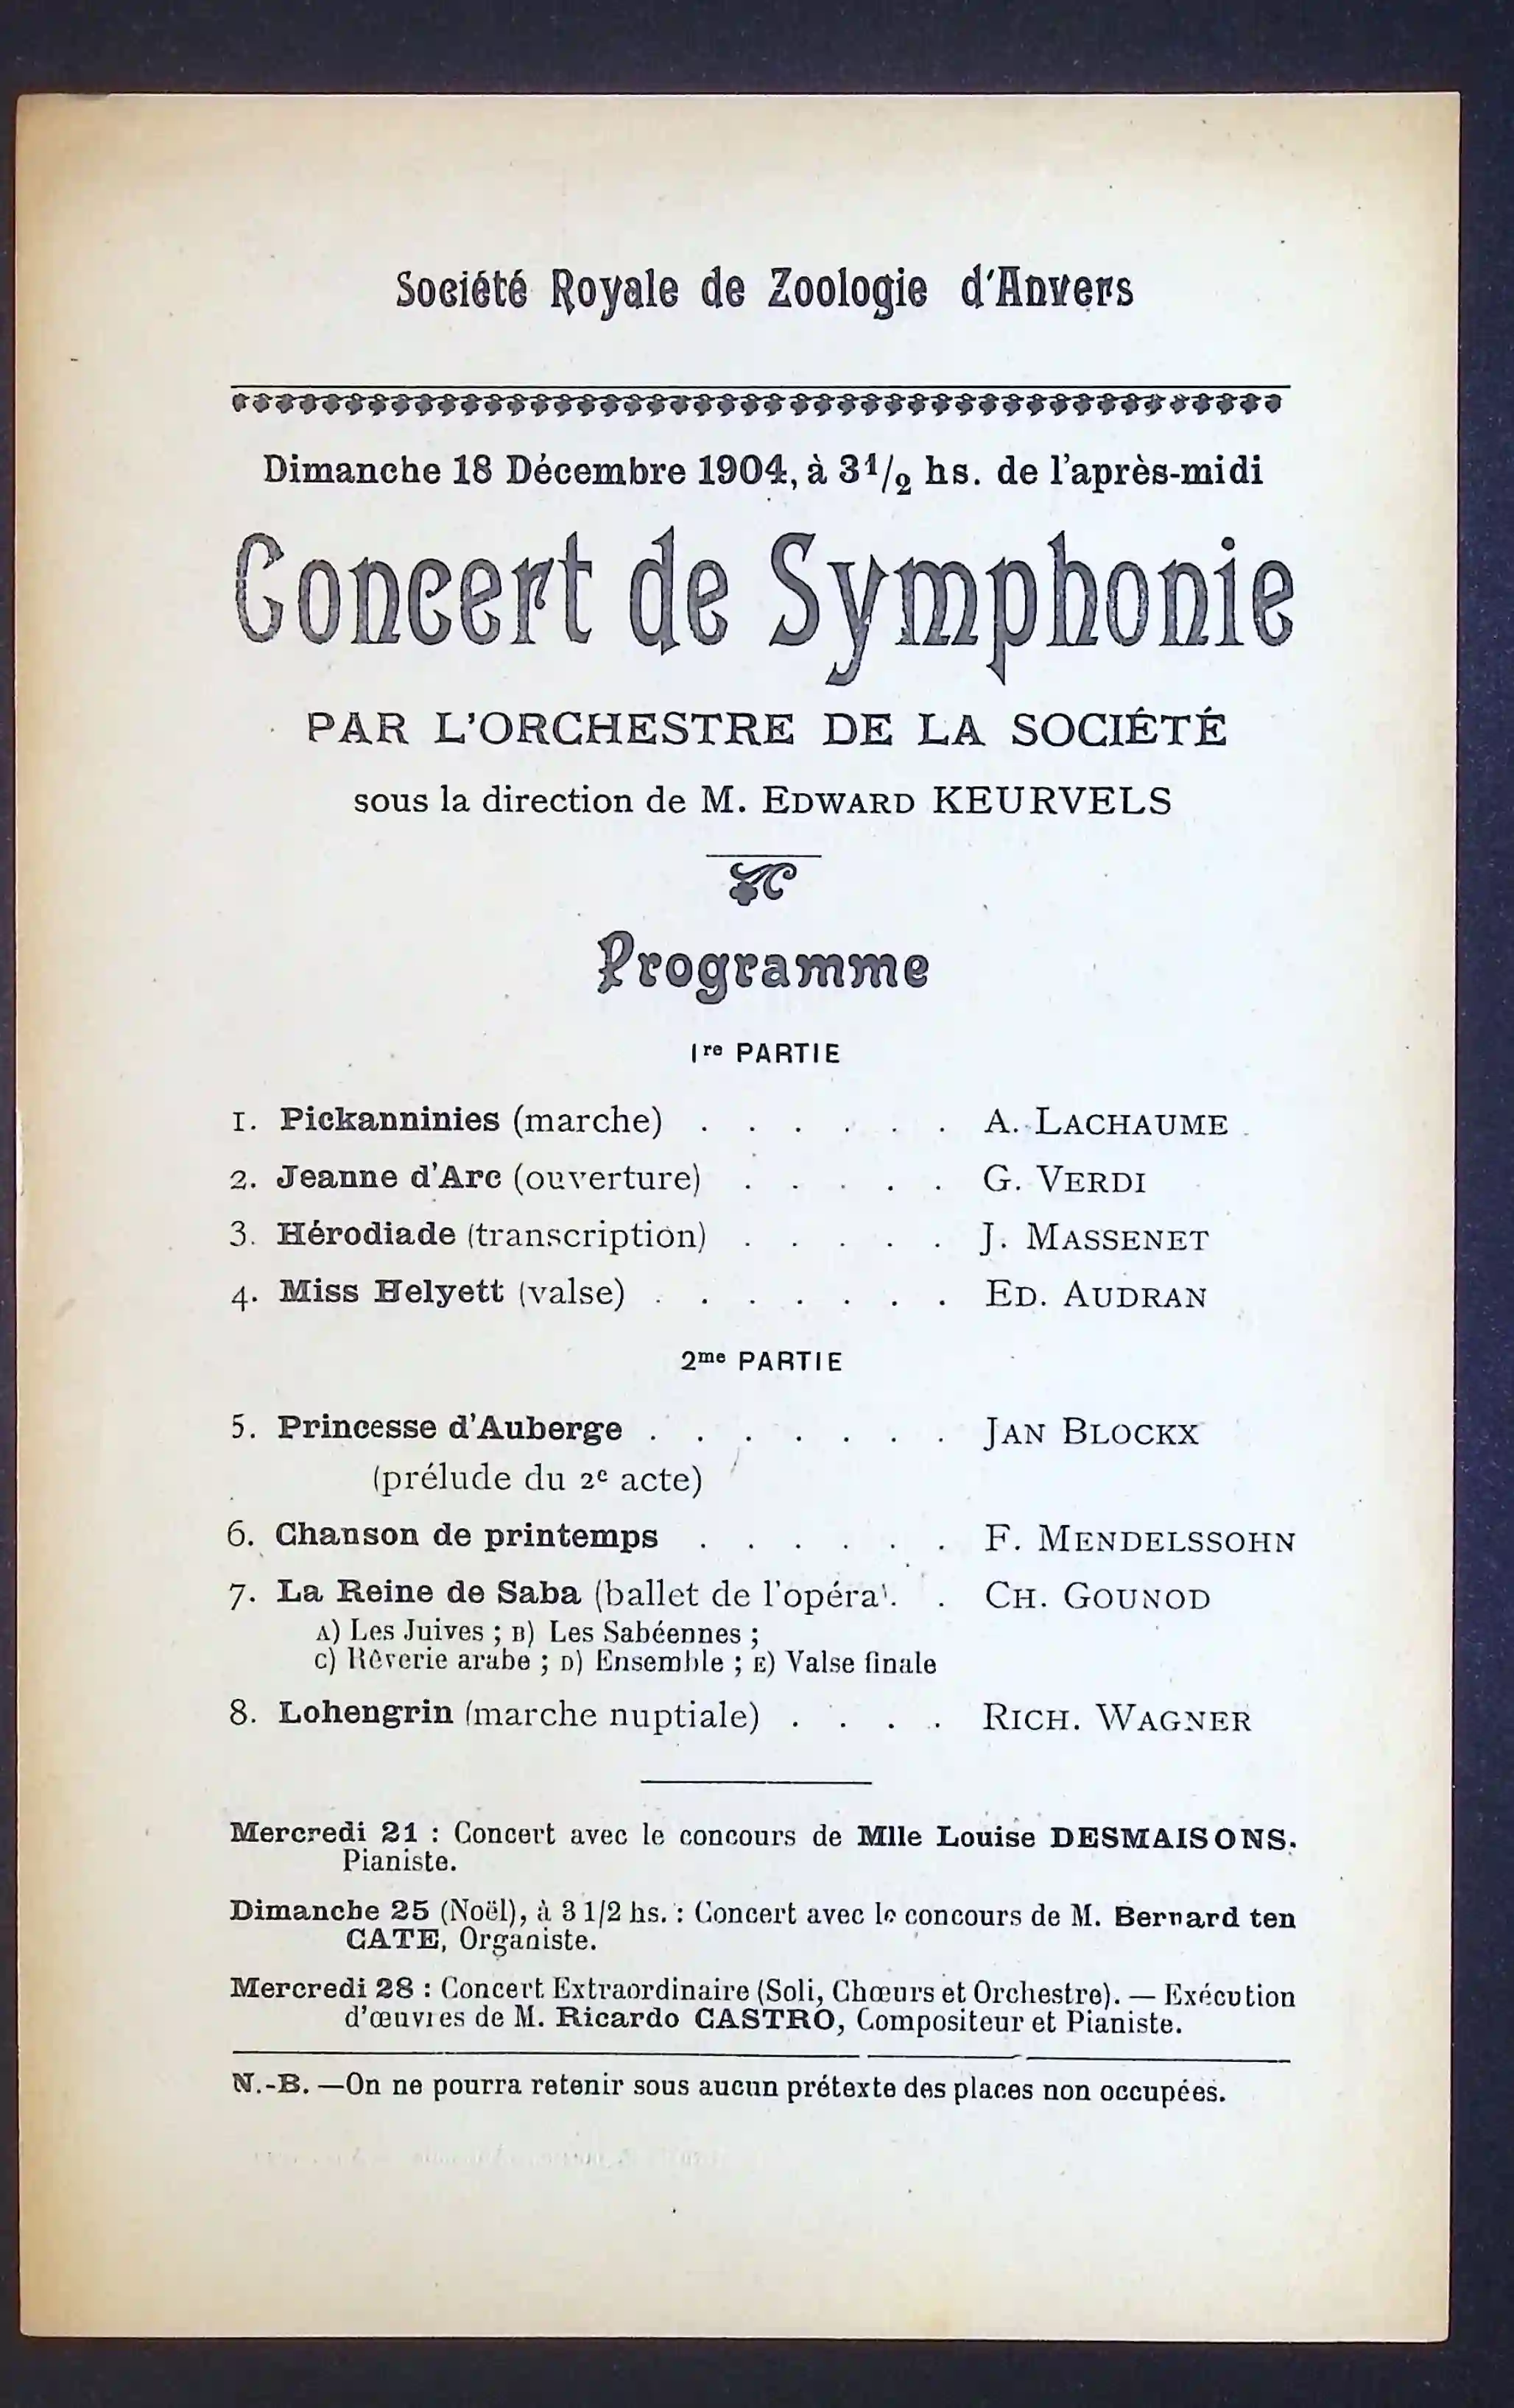 Société Royale de Zoologie d'Anvers
Dimanche 18 Décembre 1904, à 3 1/2 hs. de l'après-midi
Concert de Symphonie
PAR L'ORCHESTRE DE LA SOCIÉTÉ
sous la direction de M. EDWARD KEURVELS
Programme
1re PARTIE
1. Pickanninies (marche) . . . . . . A. LACHAUME
2. Jeanne d'Arc (ouverture) . . . . . G. VERDI
3. Hérodiade (transcription) . . . . . J. MASSENET
4. Miss Helyett (valse) . . . . . . . ED. AUDRAN
2me PARTIE
5. Princesse d'Auberge . . . . . . . JAN BLOCKX
(prélude du 2e acte)
6. Chanson de printemps . . . . . . F. MENDELSSOHN
7. La Reine de Saba (ballet de l'opéra). . CH. GOUNOD
A) Les Juives ; B) Les Sabéennes ;
C) Rêverie arabe ; D) Ensemble ; E) Valse finale
8. Lohengrin (marche nuptiale) . . . . RICH. WAGNER
Mercredi 21 : Concert avec le concours de Mlle Louise DESMAISONS.
Pianiste.
Dimanche 25 (Noël), à 3 1/2 hs. : Concert avec le concours de M. Bernard ten
CATE, Organiste.
Mercredi 28 : Concert Extraordinaire (Soli, Chœurs et Orchestre). — Exécution
d'œuvres de M. Ricardo CASTRO, Compositeur et Pianiste.
N.-B. — On ne pourra retenir sous aucun prétexte des places non occupées.